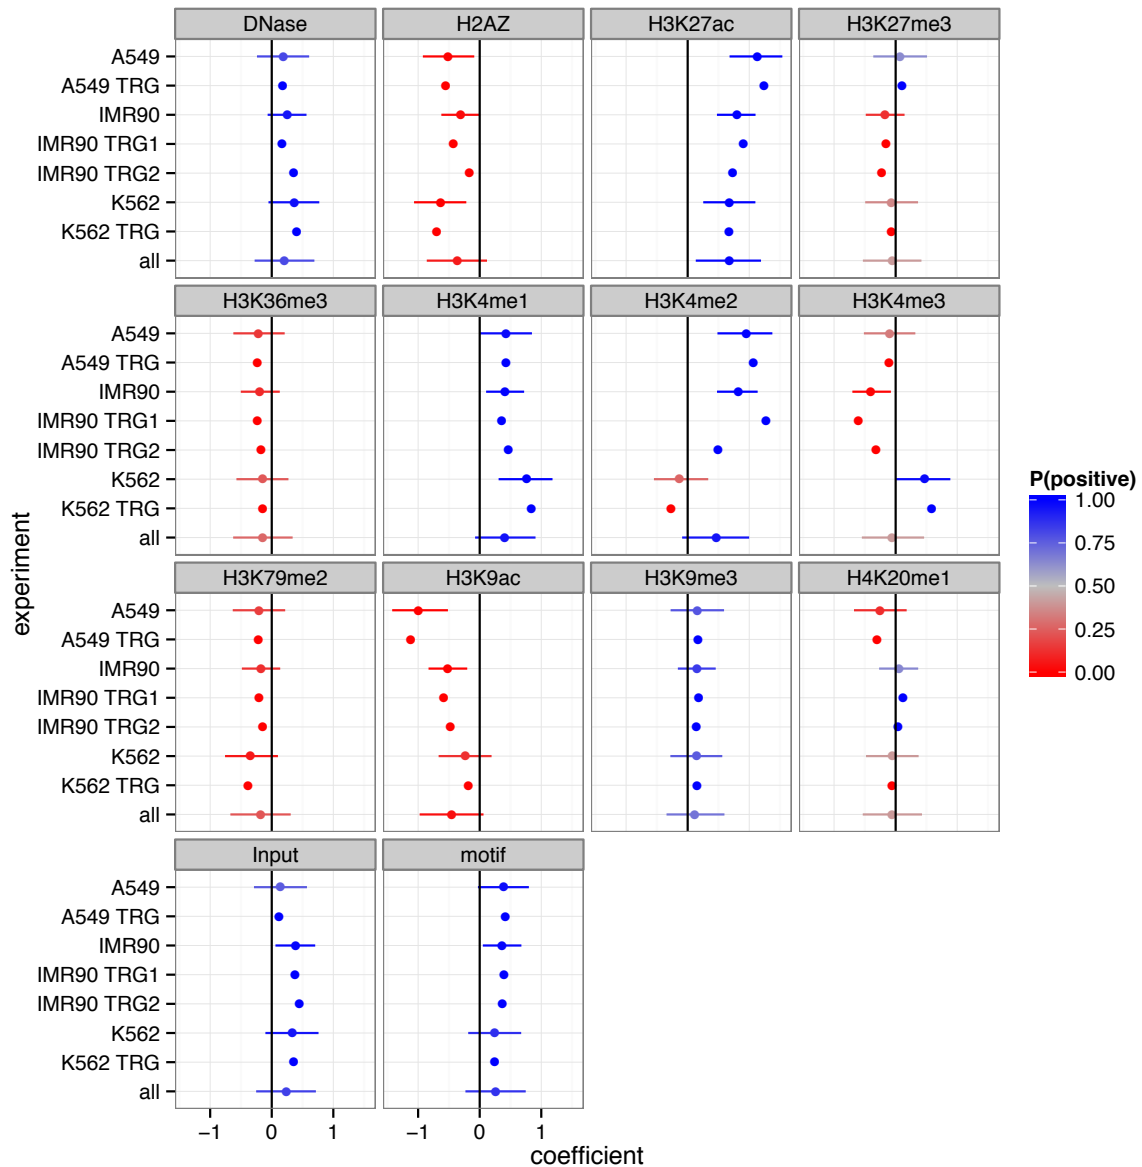 DNase H2AZ H3K27ac H3K27me3
A549
A549 TRG
IMR90
IMR90 TRG1
IMR90 TRG2
K562
K562 TRG
all
H3K36me3 H3K4me1 H3K4me2 H3K4me3
A549
A549 TRG
IMR90
IMR90 TRG1
IMR90 TRG2
K562
K562 TRG
all
H3K79me2 H3K9ac H3K9me3 H4K20me1
A549
A549 TRG
IMR90
IMR90 TRG1
IMR90 TRG2
K562
K562 TRG
all
Input motif
A549
A549 TRG
IMR90
IMR90 TRG1
IMR90 TRG2
K562
K562 TRG
all
−1 0 1 −1 0 1
coefficient
experiment
P(positive)
1.00
0.75
0.50
0.25
0.00